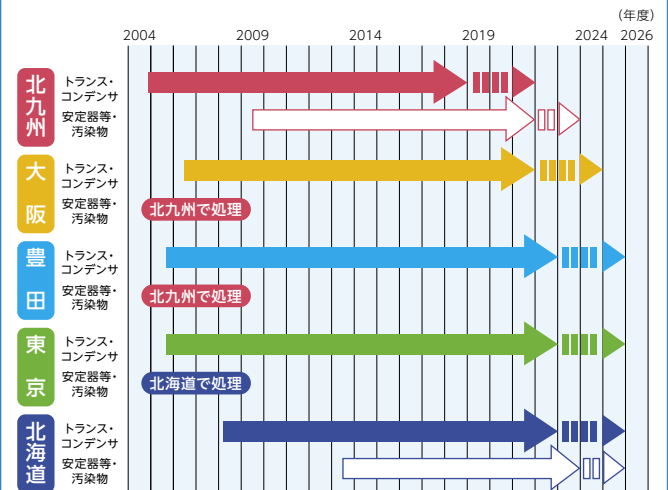 (年度)
2004 2009 2014 2019 2024 2026
北九州
トランス・
コンデンサ
安定器等・
汚染物
大阪
トランス・
コンデンサ
安定器等・
汚染物
北九州で処理
豊田
トランス・
コンデンサ
安定器等・
汚染物
北九州で処理
東京
トランス・
コンデンサ
安定器等・
汚染物
北海道で処理
北海道
トランス・
コンデンサ
安定器等・
汚染物